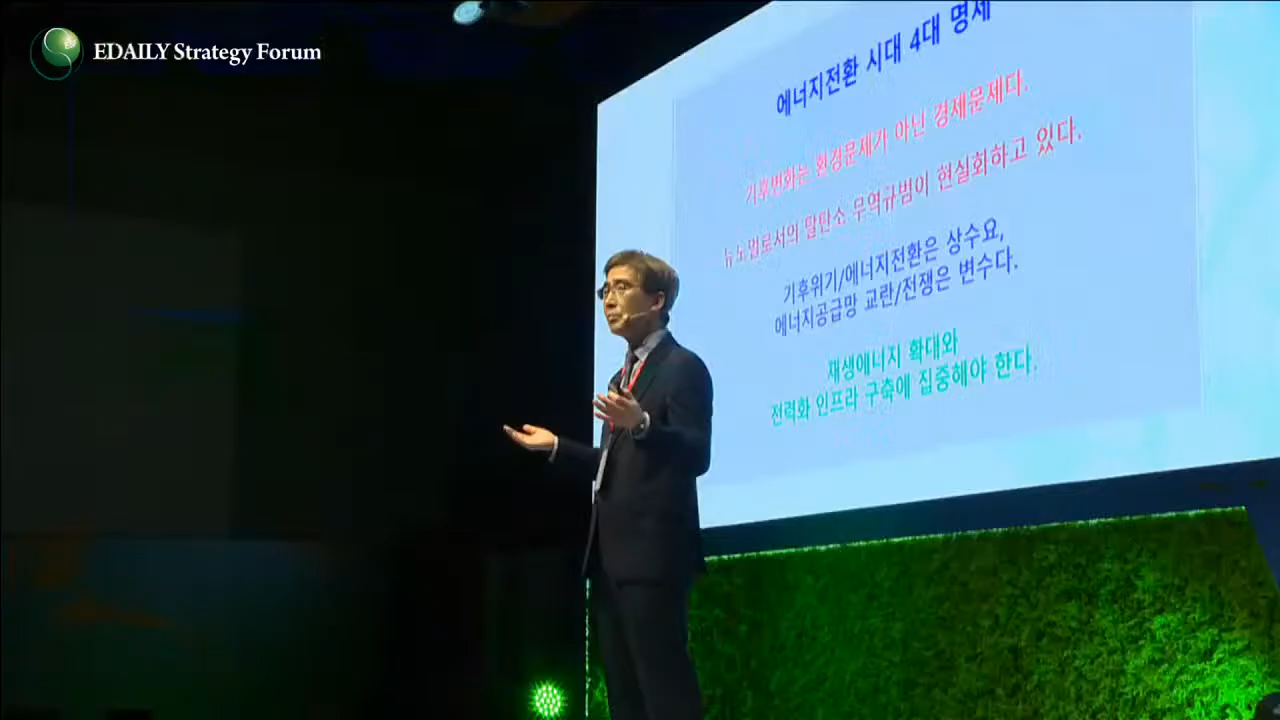 EDAILY Strategy Forum
에너지전환 시대 4대 명제
기후변화는 환경문제가 아닌 경제문제다.
뉴노멀로서의 탈탄소 무역규범이 현실화하고 있다.
기후위기/에너지전환은 상수요,
에너지공급망 교란/전쟁은 변수다.
재생에너지 확대와
전력화 인프라 구축에 집중해야 한다.